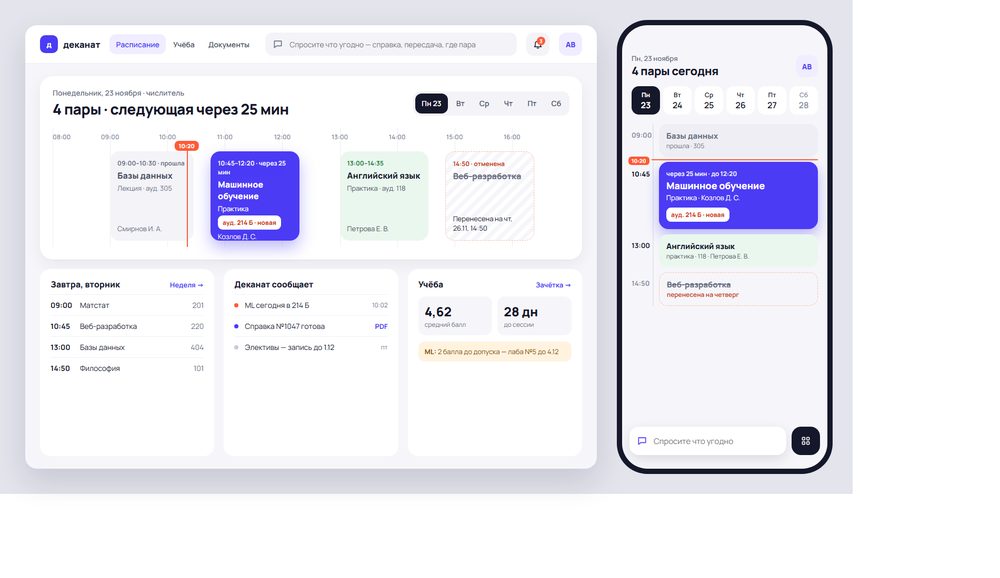 д деканат Расписание Учёба Документы Спросите что угодно — справка, пересдача, где пара 3 АВ
Понедельник, 23 ноября · числитель
4 пары · следующая через 25 мин
Пн 23 Вт Ср Чт Пт Сб
08:00 09:00 10:00 11:00 12:00 13:00 14:00 15:00 16:00
10:20
09:00–10:30 · прошла
Базы данных
Лекция · ауд. 305
Смирнов И. А.
10:45–12:20 · через 25
мин
Машинное
обучение
Практика
ауд. 214 Б · новая
Козлов Д. С.
13:00–14:35
Английский язык
Практика · ауд. 118
Петрова Е. В.
14:50 · отменена
Веб-разработка
Перенесена на чт,
26.11, 14:50
Завтра, вторник Неделя →
09:00 Матстат 201
10:45 Веб-разработка 220
13:00 Базы данных 404
14:50 Философия 101
Деканат сообщает
ML сегодня в 214 Б 10:02
Справка №1047 готова PDF
Элективы — запись до 1.12 пт
Учёба Зачётка →
4,62
средний балл
28 дн
до сессии
ML: 2 балла до допуска — лаба №5 до 4.12
Пн, 23 ноября
4 пары сегодня
АВ
Пн Вт Ср Чт Пт Сб
23 24 25 26 27 28
09:00 Базы данных
прошла · 305
10:20
10:45 через 25 мин · до 12:20
Машинное обучение
Практика · Козлов Д. С.
ауд. 214 Б · новая
13:00 Английский язык
практика · 118 · Петрова Е. В.
14:50 Веб-разработка
перенесена на четверг
Спросите что угодно